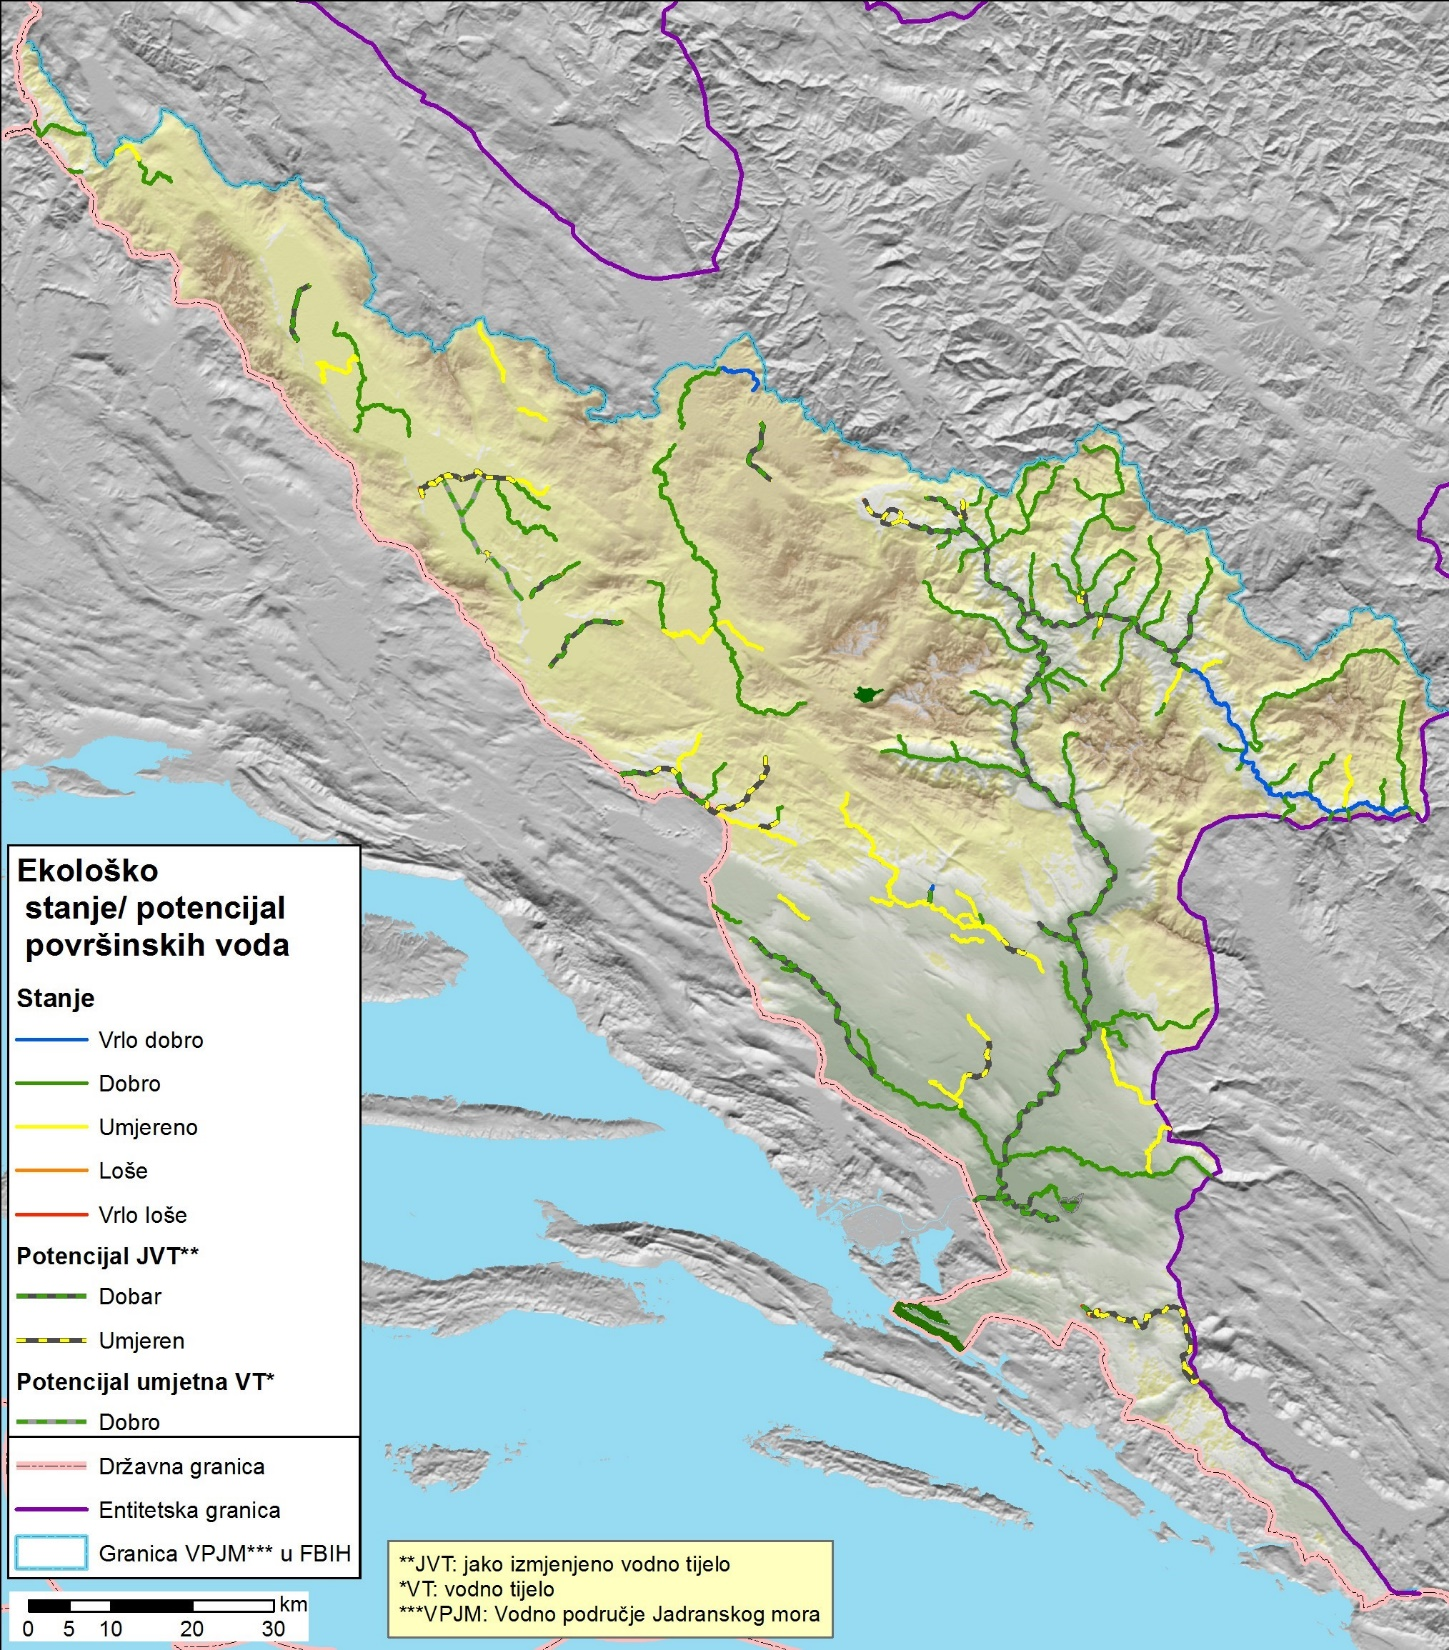 Ekološko
stanje/ potencijal
površinskih voda
Stanje
Vrlo dobro
Dobro
Umjereno
Loše
Vrlo loše
Potencijal JVT**
Dobar
Umjeren
Potencijal umjetna VT*
Dobro
Državna granica
Entitetska granica
Granica VPJM*** u FBIH
km
0 5 10 20 30
**JVT: jako izmjenjeno vodno tijelo
*VT: vodno tijelo
***VPJM: Vodno područje Jadranskog mora